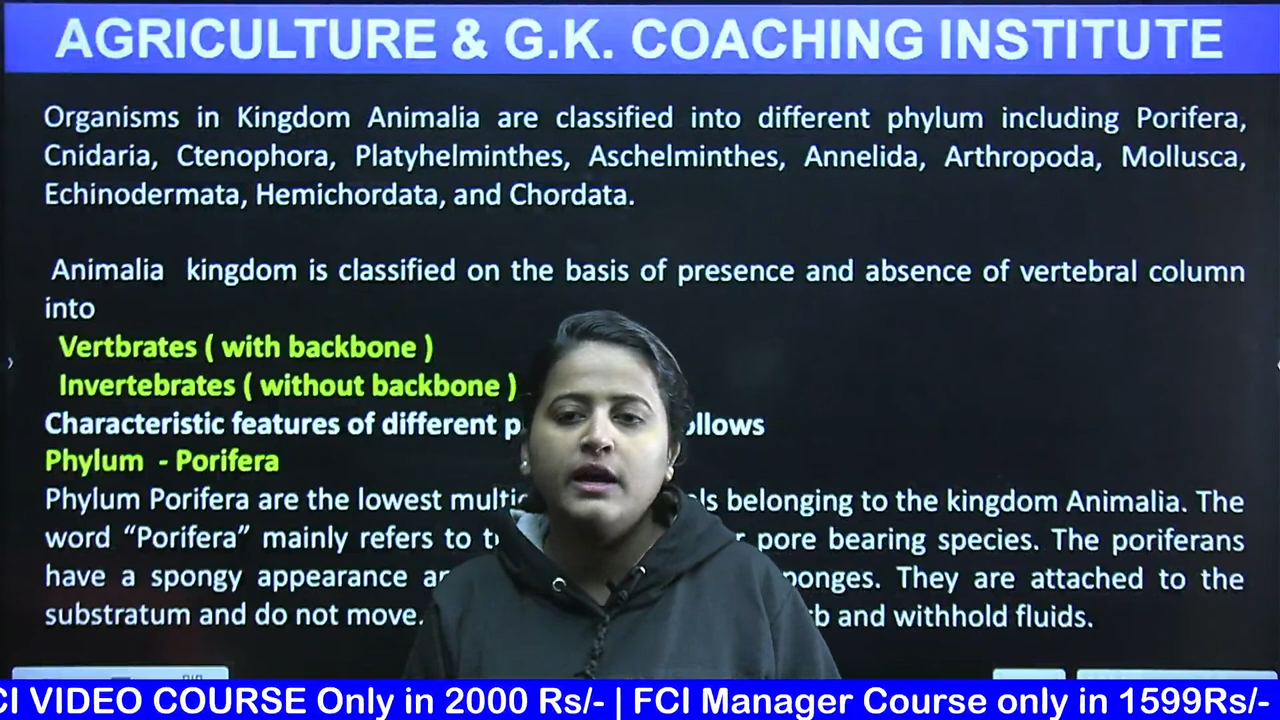 AGRICULTURE & G.K. COACHING INSTITUTE
Organisms in Kingdom Animalia are classified into different phylum including Porifera,
Cnidaria, Ctenophora, Platyhelminthes, Aschelminthes, Annelida, Arthropoda, Mollusca,
Echinodermata, Hemichordata, and Chordata.
Animalia kingdom is classified on the basis of presence and absence of vertebral column
into
Vertbrates ( with backbone )
Invertebrates ( without backbone )
Characteristic features of different
Phylum - Porifera
Phylum Porifera are the lowest belonging to the kingdom Animalia. The
word “Porifera” mainly refers to pore bearing species. The poriferans
have a spongy appearance They are attached to the
substratum and do not move. and withhold fluids.
CI VIDEO COURSE Only in 2000 Rs/- | FCI Manager Course only in 1599Rs/-